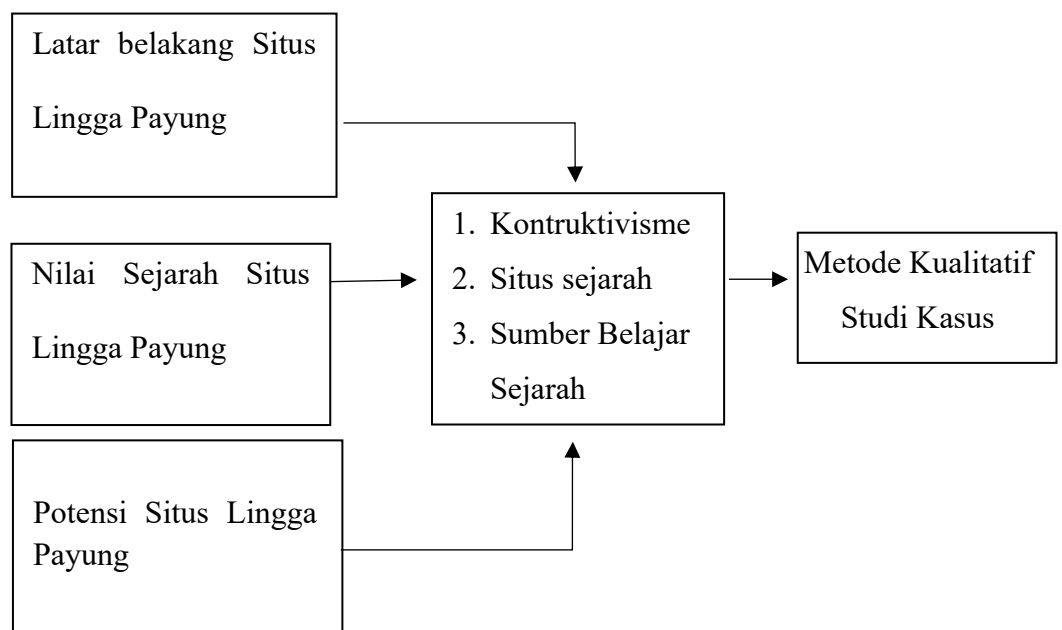 Latar belakang Situs
Lingga Payung
Nilai Sejarah Situs
Lingga Payung
Potensi Situs Lingga
Payung
1. Kontruktivisme
2. Situs sejarah
3. Sumber Belajar
Sejarah
Metode Kualitatif
Studi Kasus